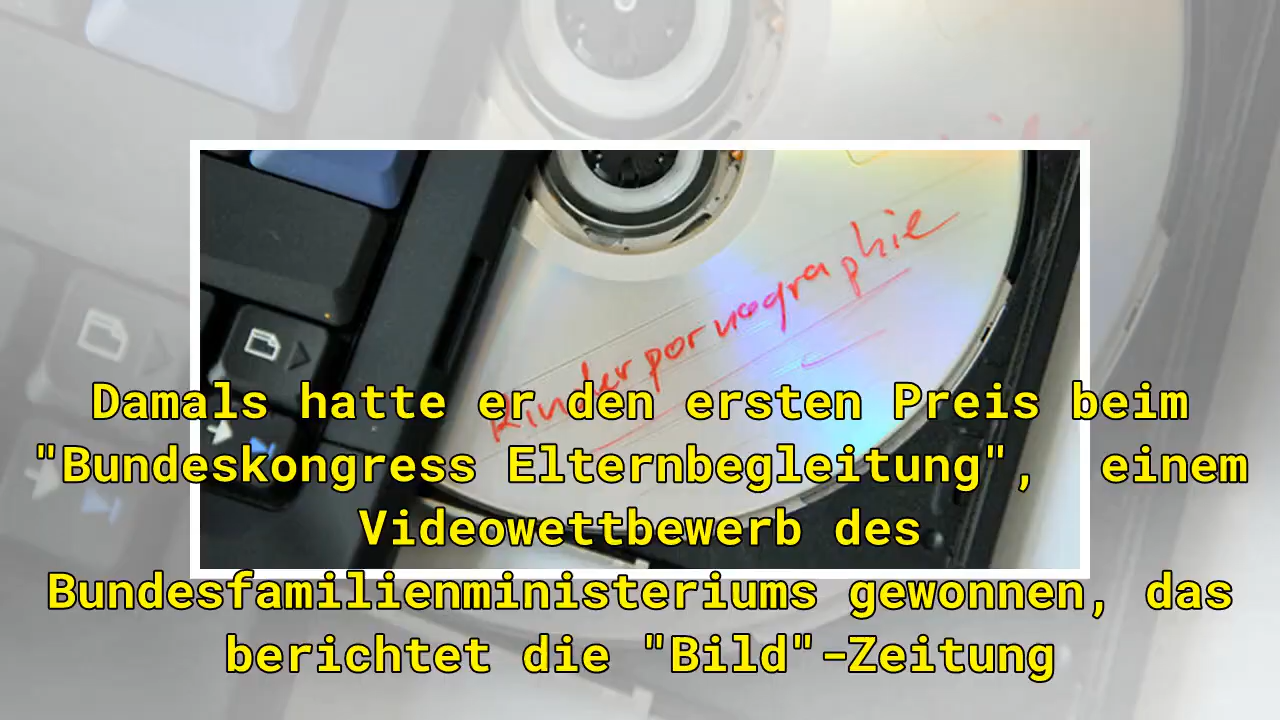 Kinderpornographie
Damals hatte er den ersten Preis beim
"Bundeskongress Elternbegleitung", einem
Videowettbewerb des
Bundesfamilienministeriums gewonnen, das
berichtet die "Bild"-Zeitung